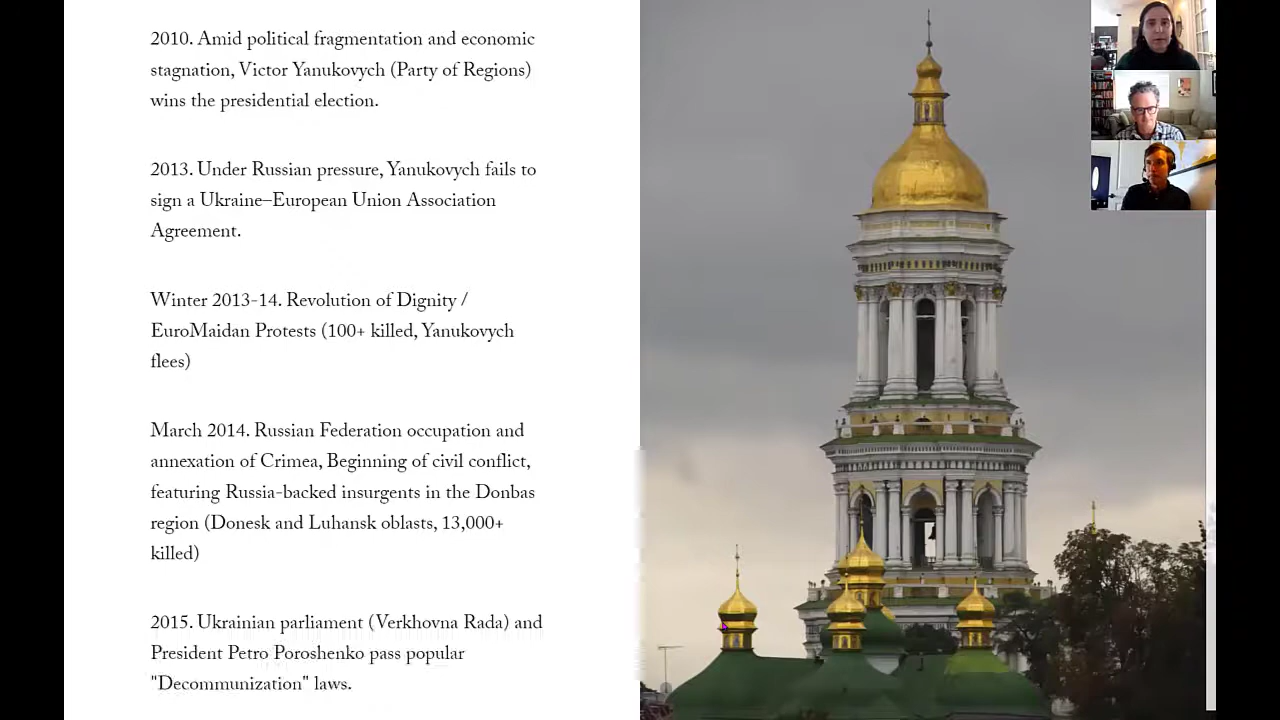 2010. Amid political fragmentation and economic
stagnation, Victor Yanukovych (Party of Regions)
wins the presidential election.
2013. Under Russian pressure, Yanukovych fails to
sign a Ukraine–European Union Association
Agreement.
Winter 2013-14. Revolution of Dignity /
EuroMaidan Protests (100+ killed, Yanukovych
flees)
March 2014. Russian Federation occupation and
annexation of Crimea, Beginning of civil conflict,
featuring Russia-backed insurgents in the Donbas
region (Donesk and Luhansk oblasts, 13,000+
killed)
2015. Ukrainian parliament (Verkhovna Rada) and
President Petro Poroshenko pass popular
"Decommunization" laws.